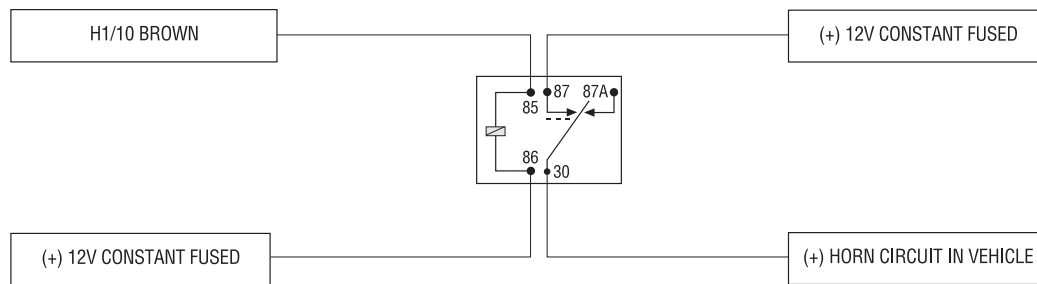 H1/10 BROWN
(+) 12V CONSTANT FUSED
87 87A
85
86
30
(+) 12V CONSTANT FUSED
(+) HORN CIRCUIT IN VEHICLE